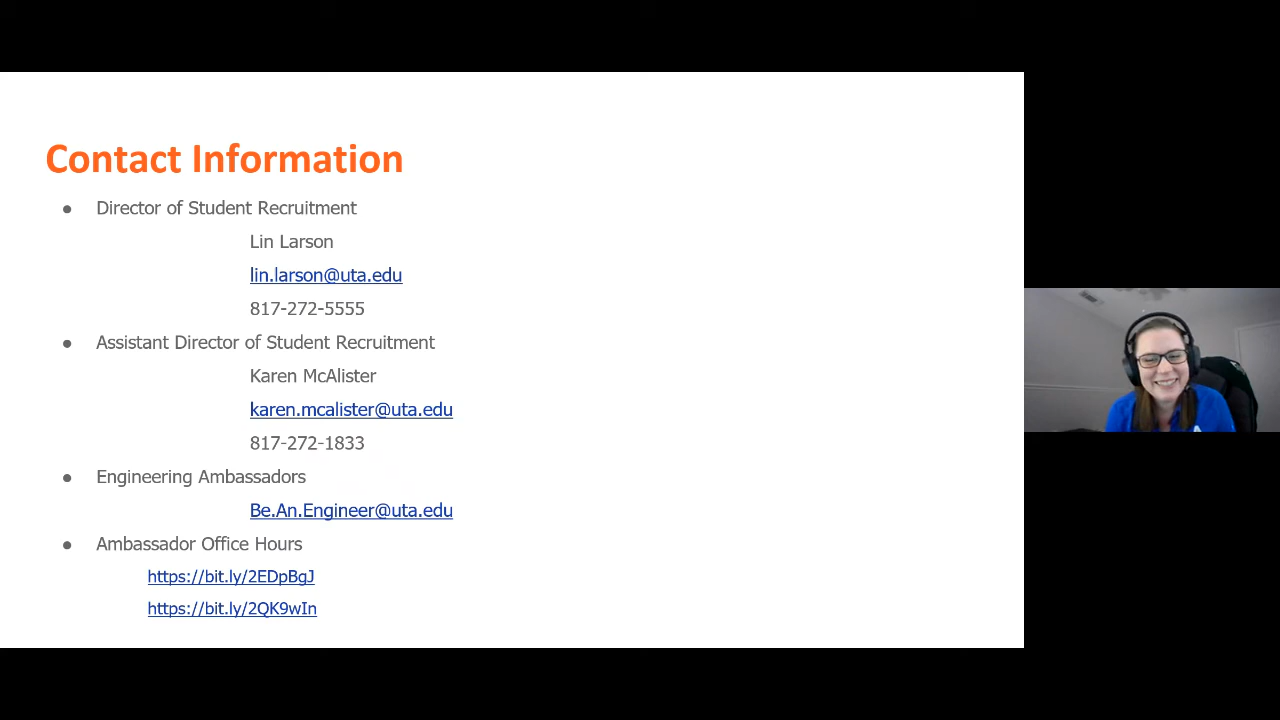 Contact Information
● Director of Student Recruitment
Lin Larson
lin.larson@uta.edu
817-272-5555
● Assistant Director of Student Recruitment
Karen McAlister
karen.mcalister@uta.edu
817-272-1833
● Engineering Ambassadors
Be.An.Engineer@uta.edu
● Ambassador Office Hours
https://bit.ly/2EDpBgJ
https://bit.ly/2QK9wIn